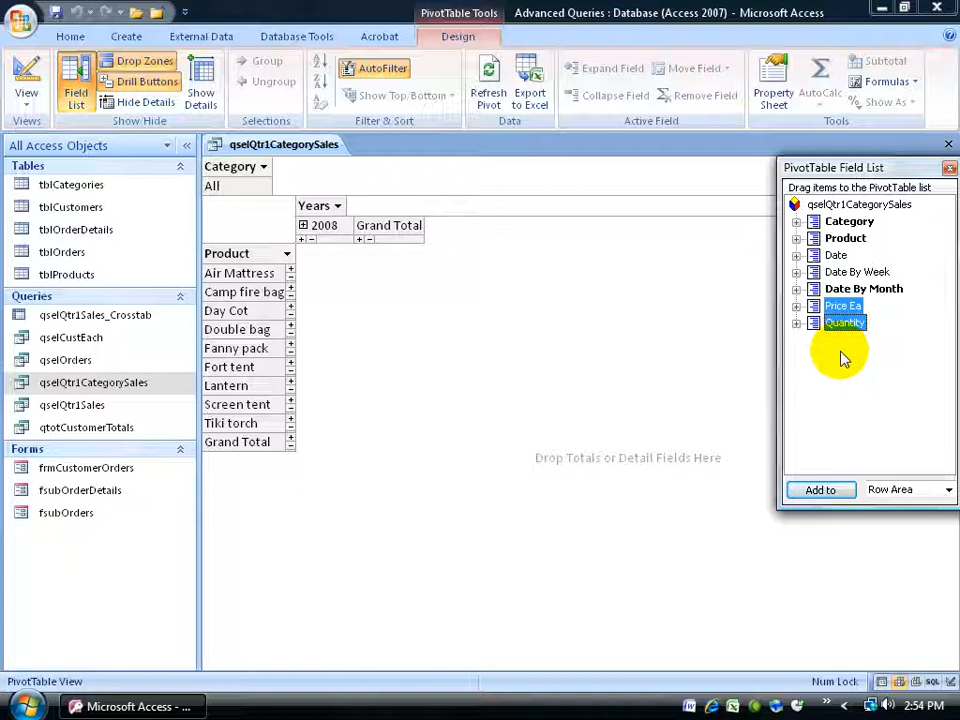 PivotTable Tools
Advanced Queries : Database (Access 2007) - Microsoft Access
Home
Create
External Data
Database Tools
Acrobat
Design
View
Views
Field List
Drop Zones
Drill Buttons
Hide Details
Show Details
Show/Hide
Group
Ungroup
Selections
AutoFilter
Show Top/Bottom
Filter & Sort
Refresh Pivot
Export to Excel
Data
Expand Field
Collapse Field
Move Field
Remove Field
Active Field
Property Sheet
AutoCalc
Subtotal
Formulas
Show As
Tools
All Access Objects
Tables
tblCategories
tblCustomers
tblOrderDetails
tblOrders
tblProducts
Queries
qselQtr1Sales_Crosstab
qselCustEach
qselOrders
qselQtr1CategorySales
qselQtr1Sales
qtotCustomerTotals
Forms
frmCustomerOrders
fsubOrderDetails
fsubOrders
qselQtr1CategorySales
Category
All
Years
2008
Grand Total
Product
Air Mattress
Camp fire bag
Day Cot
Double bag
Fanny pack
Fort tent
Lantern
Screen tent
Tiki torch
Grand Total
Drop Totals or Detail Fields Here
PivotTable Field List
Drag items to the PivotTable list
qselQtr1CategorySales
Category
Product
Date
Date By Week
Date By Month
Price Ea
Quantity
Add to
Row Area
PivotTable View
Num Lock
SQL
Microsoft Access - ...
2:54 PM